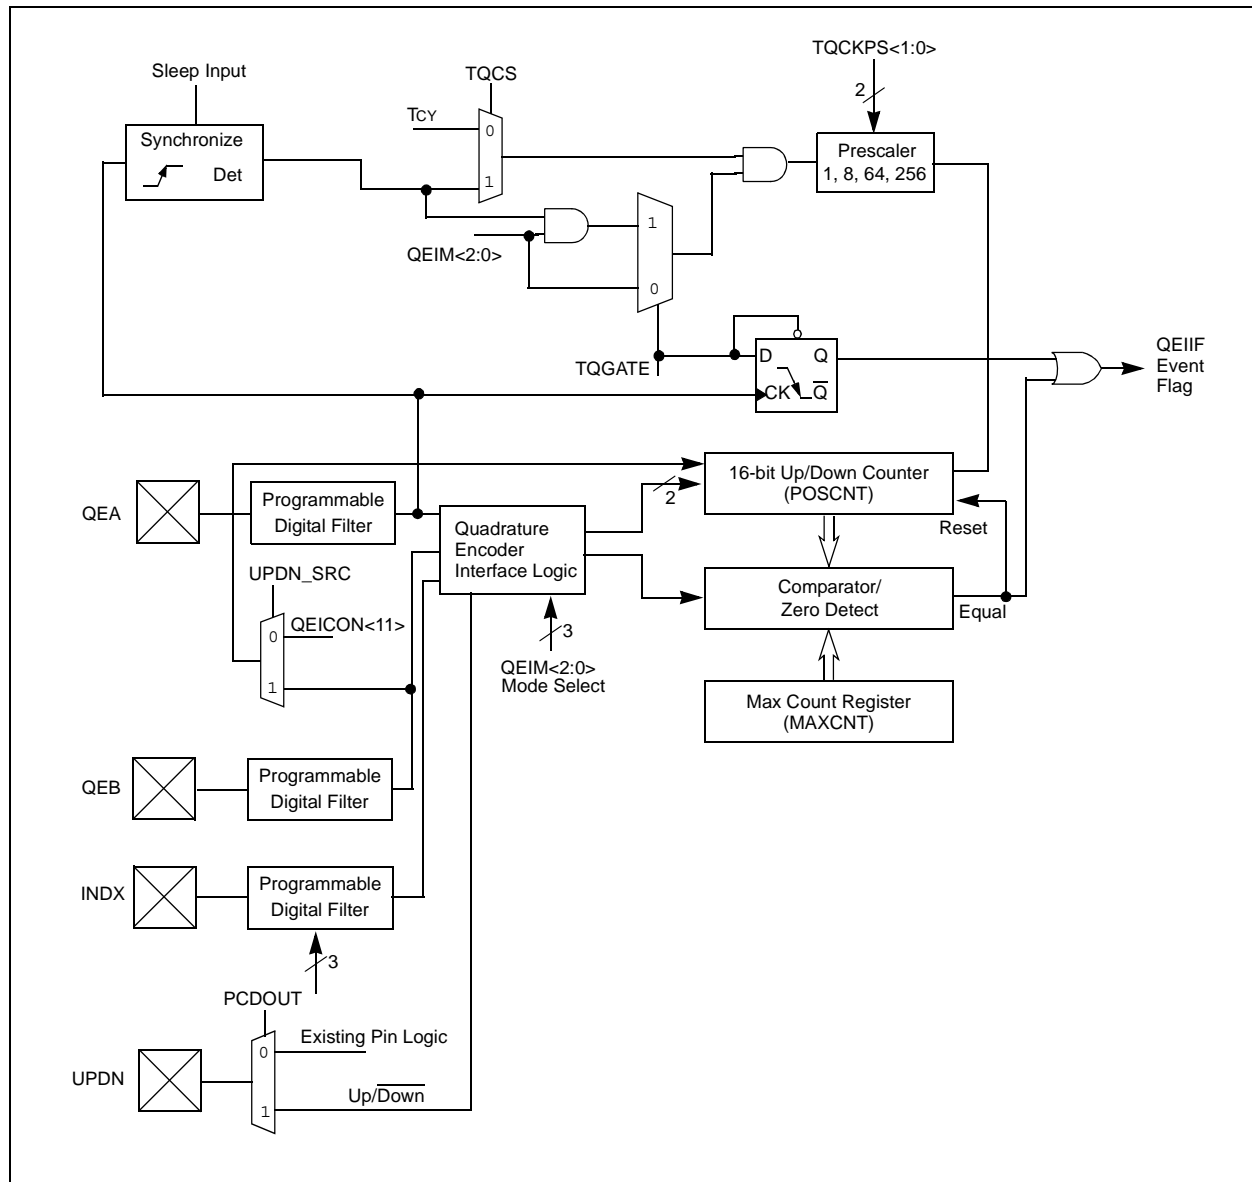 TQCKPS<1:0>
Sleep Input
TQCS
2
TCY
0
Synchronize
Det
Prescaler
1, 8, 64, 256
1
1
QEIM<2:0>
0
TQGATE
D Q
CK Q
QEIIF
Event
Flag
16-bit Up/Down Counter
(POSCNT)
2
QEA
Programmable
Digital Filter
Quadrature
Encoder
Interface Logic
Reset
UPDN_SRC
Comparator/
Zero Detect
Equal
0
QEICON<11>
3
1
QEIM<2:0>
Mode Select
Max Count Register
(MAXCNT)
QEB
Programmable
Digital Filter
INDX
Programmable
Digital Filter
3
PCDOUT
0
Existing Pin Logic
UPDN
Up/Down
1